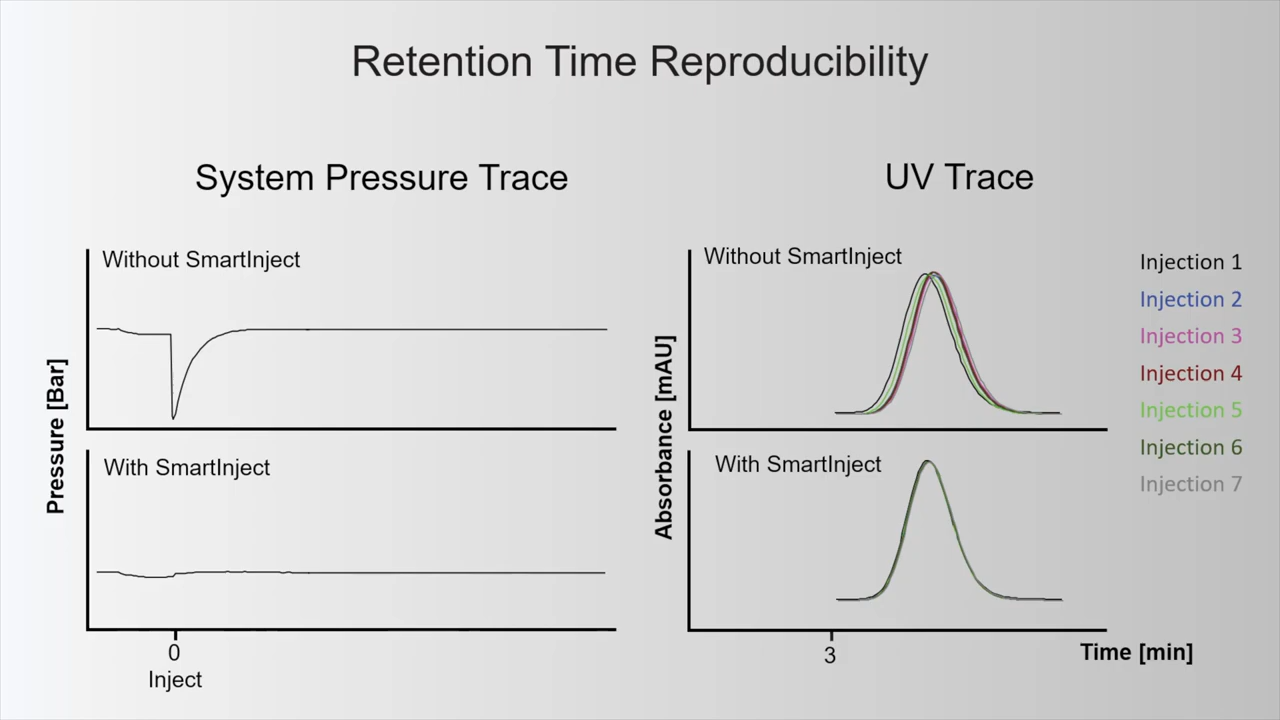 Retention Time Reproducibility
System Pressure Trace
UV Trace
Without SmartInject
Pressure [Bar]
With SmartInject
0
Inject
Without SmartInject
Absorbance [mAU]
With SmartInject
3
Time [min]
Injection 1
Injection 2
Injection 3
Injection 4
Injection 5
Injection 6
Injection 7